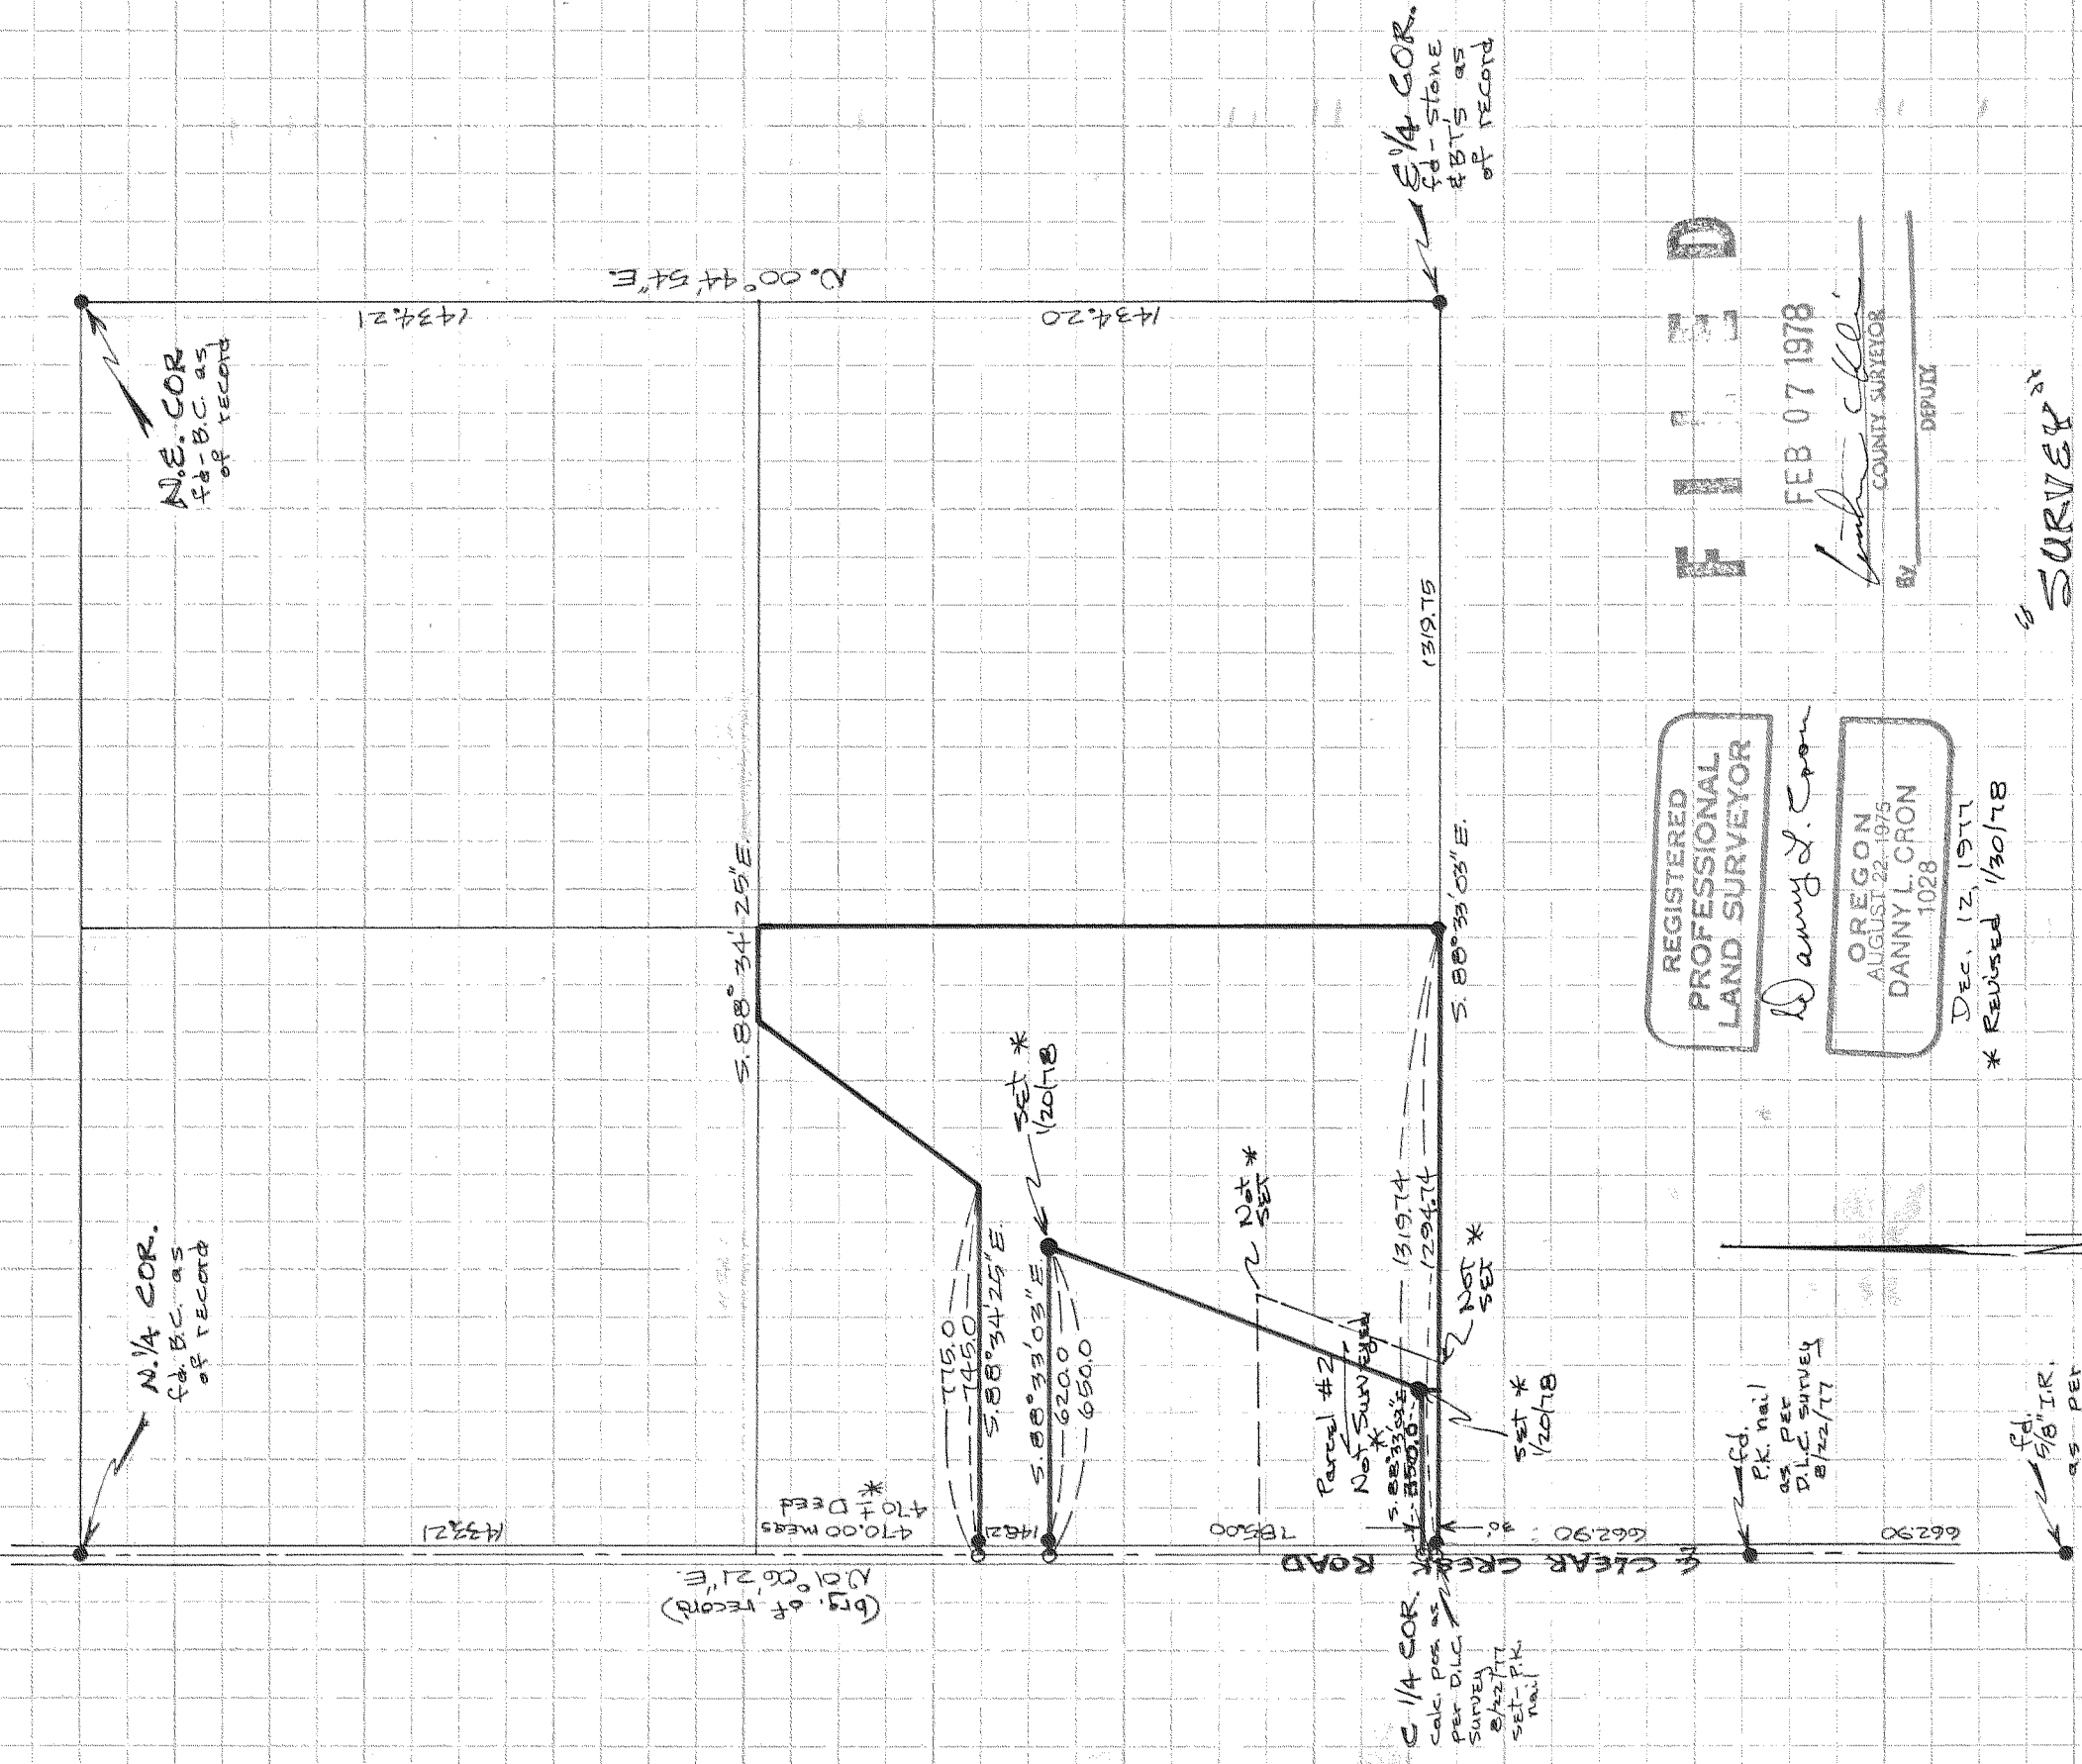 N.E. COR
fd - B.C. as
of record
N. 1/4 COR.
fd. B.C. as
of record
E 1/4 COR.
fd - stone
& BT'S as
of record
1434.21
1434.20
N. 00° 44' 54" E.
1319.75
S. 88° 34' 25" E.
S. 88° 33' 03" E.
SET *
1/20/78
775.0
745.0
S. 88° 34' 25" E.
S. 88° 33' 03" E.
620.0
650.0
Not *
SET
1319.74
1294.74
Parcel #2
Not Surveyed
*
S. 88° 33' 03" E
350.0
NOT *
SET
SET *
1/20/78
1433.21
470.00 meas
470 ± DEED
*
148.21
785.00
30'
662.90
662.90
N.01° 06' 21" E.
(brg. of record)
℄ CLEAR CREEK ROAD
C 1/4 COR.
Calc. pos. as
per D.L.C.
survey
8/22/77
SET - P.K.
nail
fd.
P.K. nail
as per
D.L.C. survey
8/22/77
fd.
5/8" I.R.
as per
FILED
FEB 07 1978
COUNTY SURVEYOR
By
DEPUTY
REGISTERED
PROFESSIONAL
LAND SURVEYOR
Danny L. Cron
OREGON
AUGUST 22, 1975
DANNY L. CRON
1028
DEC. 12, 1977
* Revised 1/30/78
" SURVEY